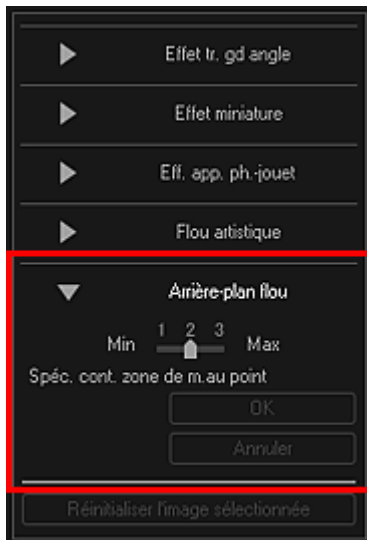 Effet tr. gd angle
Effet miniature
Eff. app. ph.-jouet
Flou artistique
Arrière-plan flou
1 2 3
Min Max
Spéc. cont. zone de m.au point
OK
Annuler
Réinitialiser l'image sélectionnée